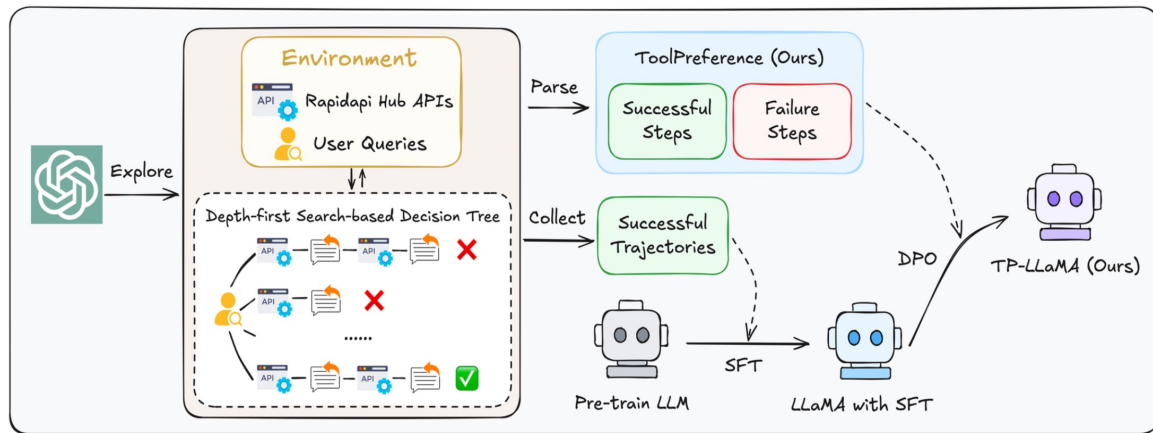 Environment
API
Rapidapi Hub APIs
User Queries
Explore
Depth-first Search-based Decision Tree
API
API
API
......
API
API
Parse
ToolPreference (Ours)
Successful
Steps
Failure
Steps
Collect
Successful
Trajectories
Pre-train LLM
SFT
LLaMA with SFT
DPO
TP-LLaMA (Ours)